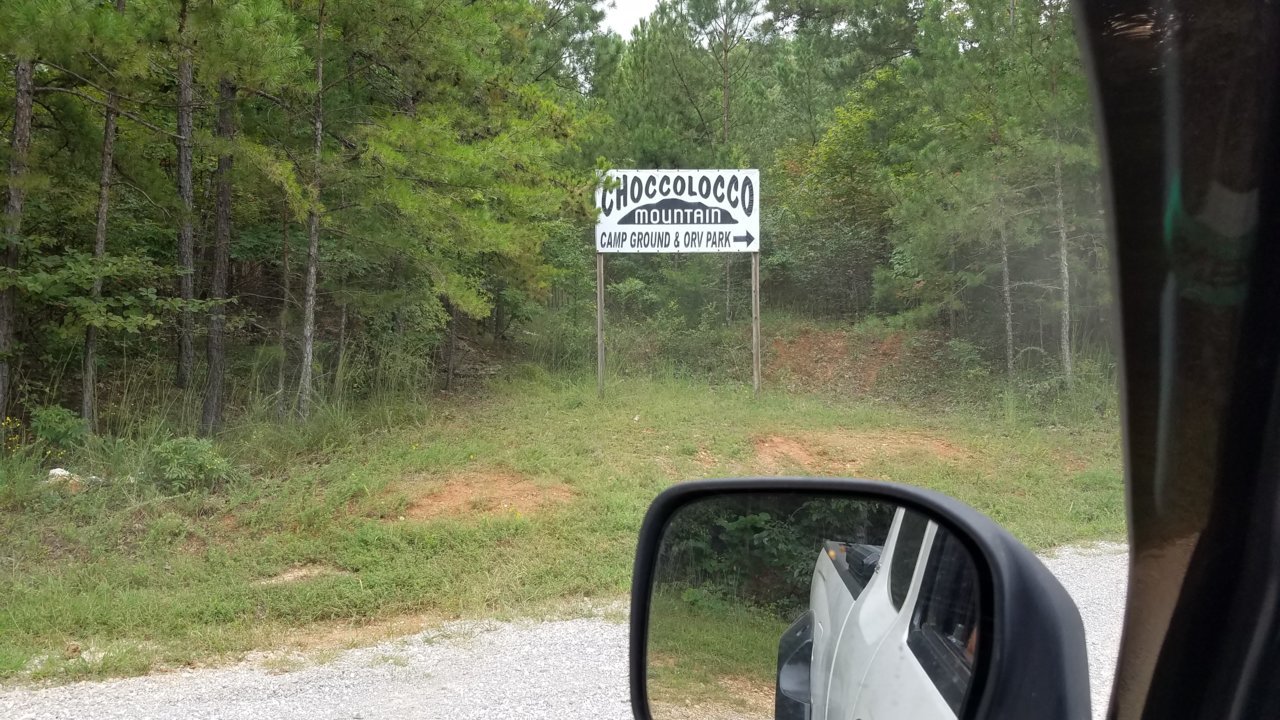 CHOCCOLOCCO
MOUNTAIN
CAMP GROUND & ORV PARK →